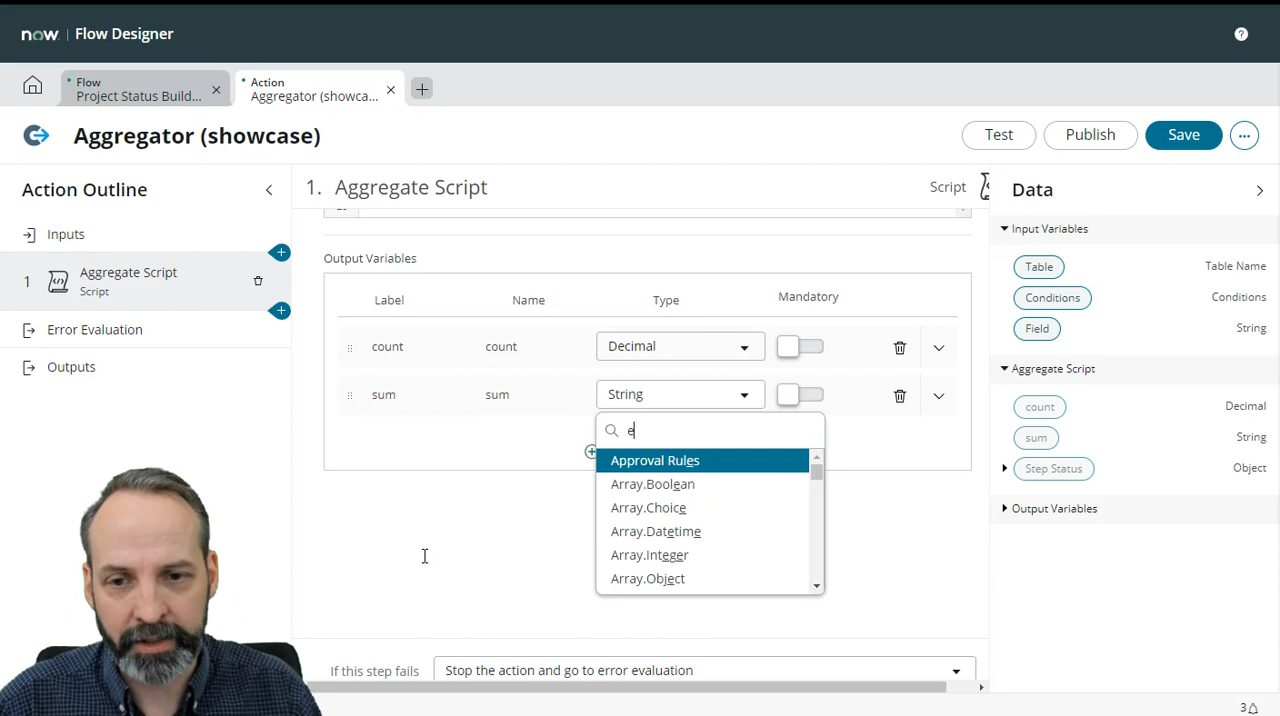 now. | Flow Designer
Flow
Project Status Build...
Action
Aggregator (showca...
Aggregator (showcase)
Test
Publish
Save
Action Outline
Inputs
1
Aggregate Script
Script
Error Evaluation
Outputs
1. Aggregate Script
Script
Output Variables
Label Name Type Mandatory
count count Decimal
sum sum String
e
Approval Rules
Array.Boolean
Array.Choice
Array.Datetime
Array.Integer
Array.Object
If this step fails
Stop the action and go to error evaluation
Data
Input Variables
Table Table Name
Conditions Conditions
Field String
Aggregate Script
count Decimal
sum String
Step Status Object
Output Variables
3